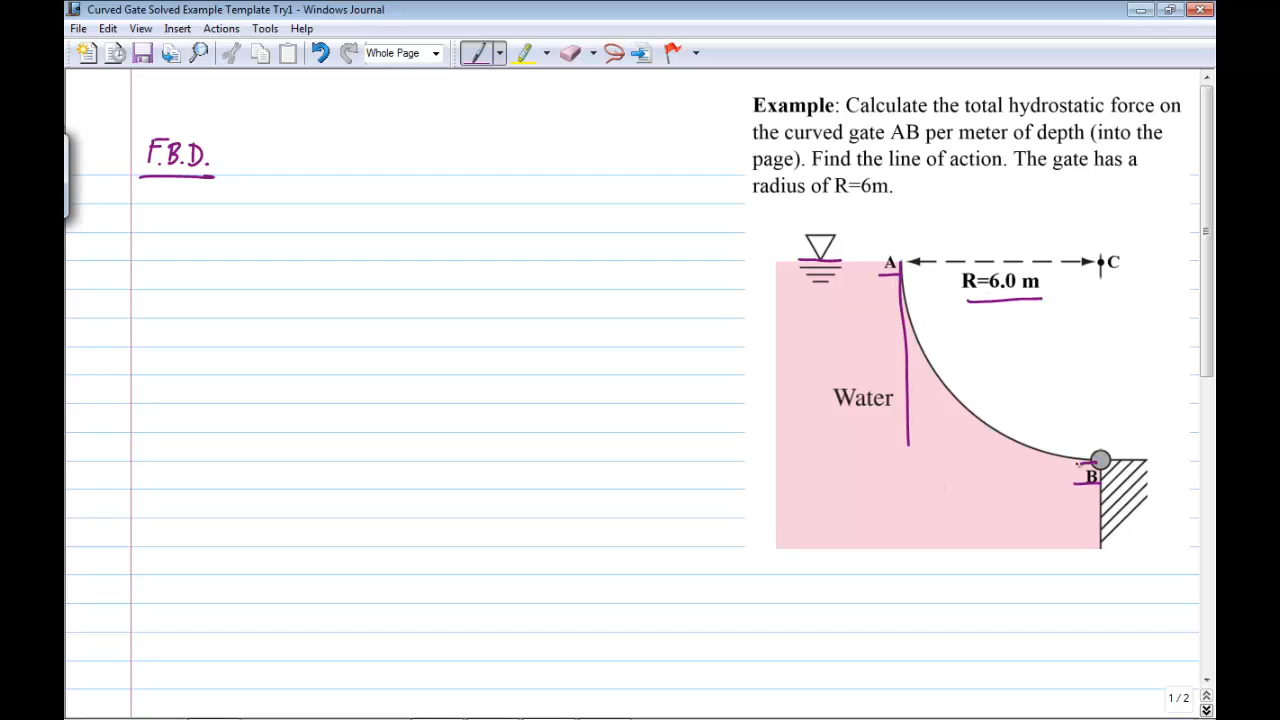 Curved Gate Solved Example Template Try1 - Windows Journal
File Edit View Insert Actions Tools Help
Whole Page
F.B.D.
Example: Calculate the total hydrostatic force on
the curved gate AB per meter of depth (into the
page). Find the line of action. The gate has a
radius of R=6m.
A
C
R=6.0 m
Water
B
1 / 2